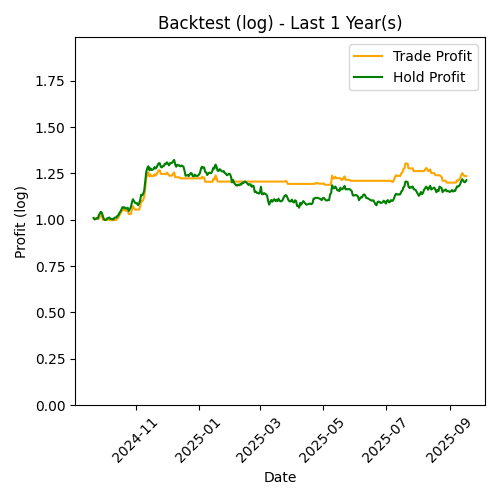 Backtest (log) - Last 1 Year(s)
Trade Profit
Hold Profit
Profit (log)
1.75
1.50
1.25
1.00
0.75
0.50
0.25
0.00
2024-11
2025-01
2025-03
2025-05
2025-07
2025-09
Date